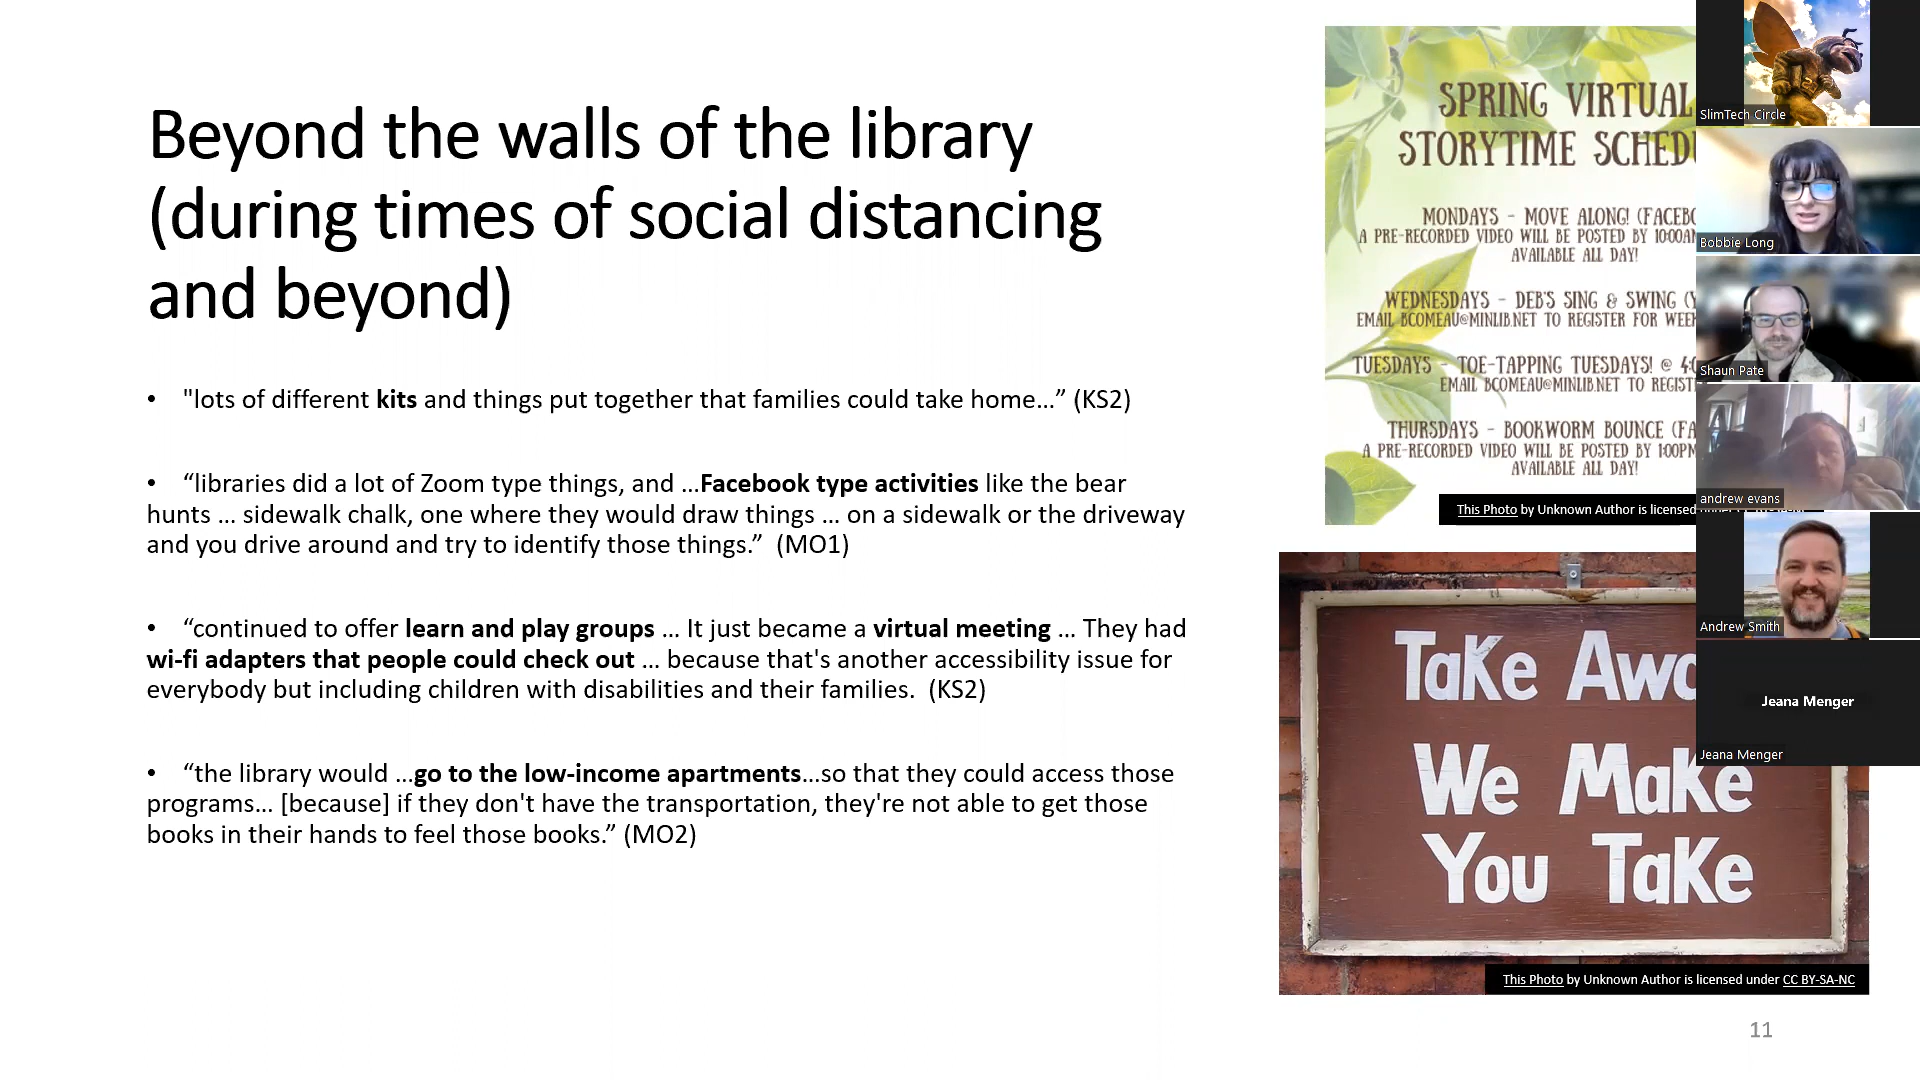 Beyond the walls of the library
(during times of social distancing
and beyond)
• "lots of different kits and things put together that families could take home…” (KS2)
• “libraries did a lot of Zoom type things, and …Facebook type activities like the bear
hunts … sidewalk chalk, one where they would draw things … on a sidewalk or the driveway
and you drive around and try to identify those things.” (MO1)
• “continued to offer learn and play groups … It just became a virtual meeting … They had
wi-fi adapters that people could check out … because that's another accessibility issue for
everybody but including children with disabilities and their families. (KS2)
• “the library would …go to the low-income apartments…so that they could access those
programs… [because] if they don't have the transportation, they're not able to get those
books in their hands to feel those books.” (MO2)
SPRING VIRTUAL
STORYTIME
MONDAYS - MOVE ALONG!
A PRE-RECORDED VIDEO WILL BE POSTED BY 10:00AM
AVAILABLE ALL DAY!
WEDNESDAYS - DEB'S SING & SWING
EMAIL BCOMEAU@MINLIB.NET TO REGISTER FOR
TUESDAYS - TOE-TAPPING TUESDAYS! @
EMAIL BCOMEAU@MINLIB.NET TO
THURSDAYS - BOOKWORM BOUNCE
A PRE-RECORDED VIDEO WILL BE POSTED BY 1:00PM
AVAILABLE ALL DAY!
This Photo by Unknown Author is licensed
Take
We Make
You Take
This Photo by Unknown Author is licensed under CC BY-SA-NC
11
SlimTech Circle
Bobbie Long
Shaun Pate
andrew evans
Andrew Smith
Jeana Menger
Jeana Menger